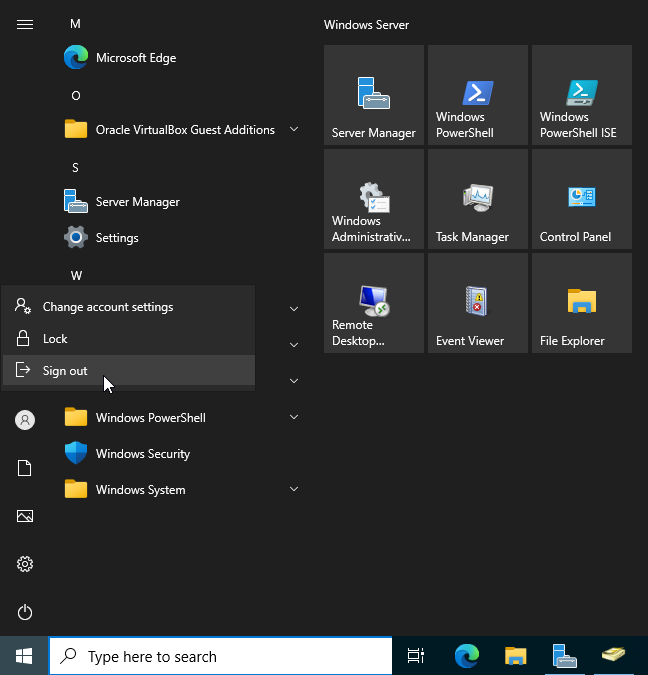 M
Microsoft Edge
O
Oracle VirtualBox Guest Additions
S
Server Manager
Settings
W
Change account settings
Lock
Sign out
Windows PowerShell
Windows Security
Windows System
Windows Server
Server Manager
Windows
PowerShell
Windows
PowerShell ISE
Windows
Administrativ...
Task Manager
Control Panel
Remote
Desktop...
Event Viewer
File Explorer
Type here to search